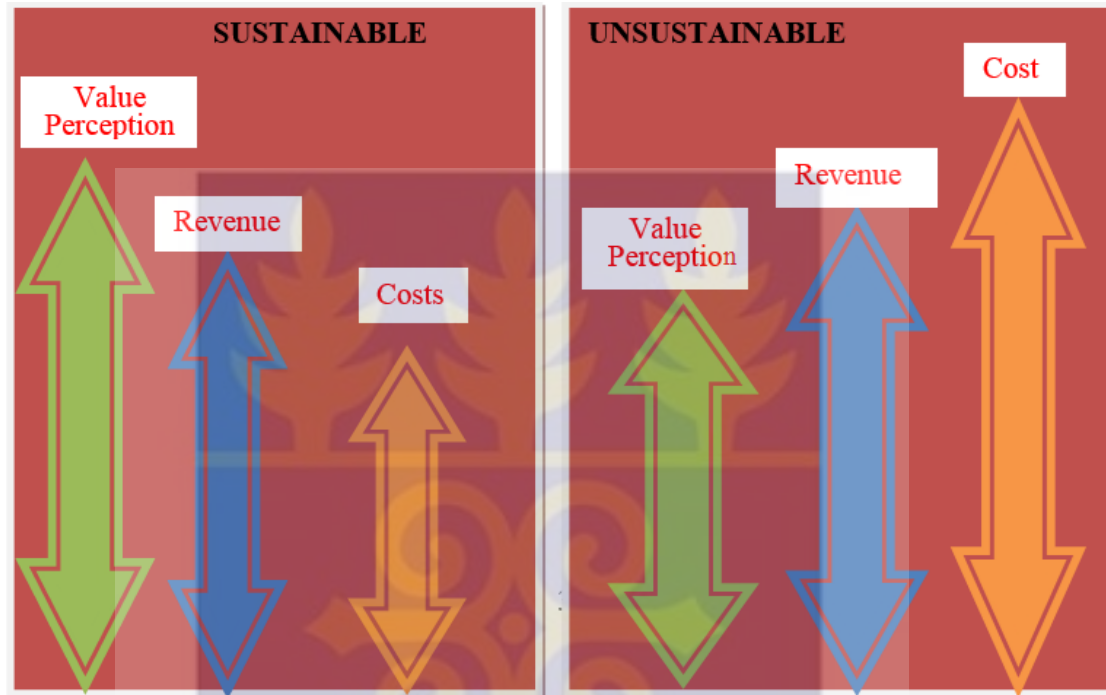 SUSTAINABLE
Value
Perception
Revenue
Costs
UNSUSTAINABLE
Cost
Revenue
Value
Perception